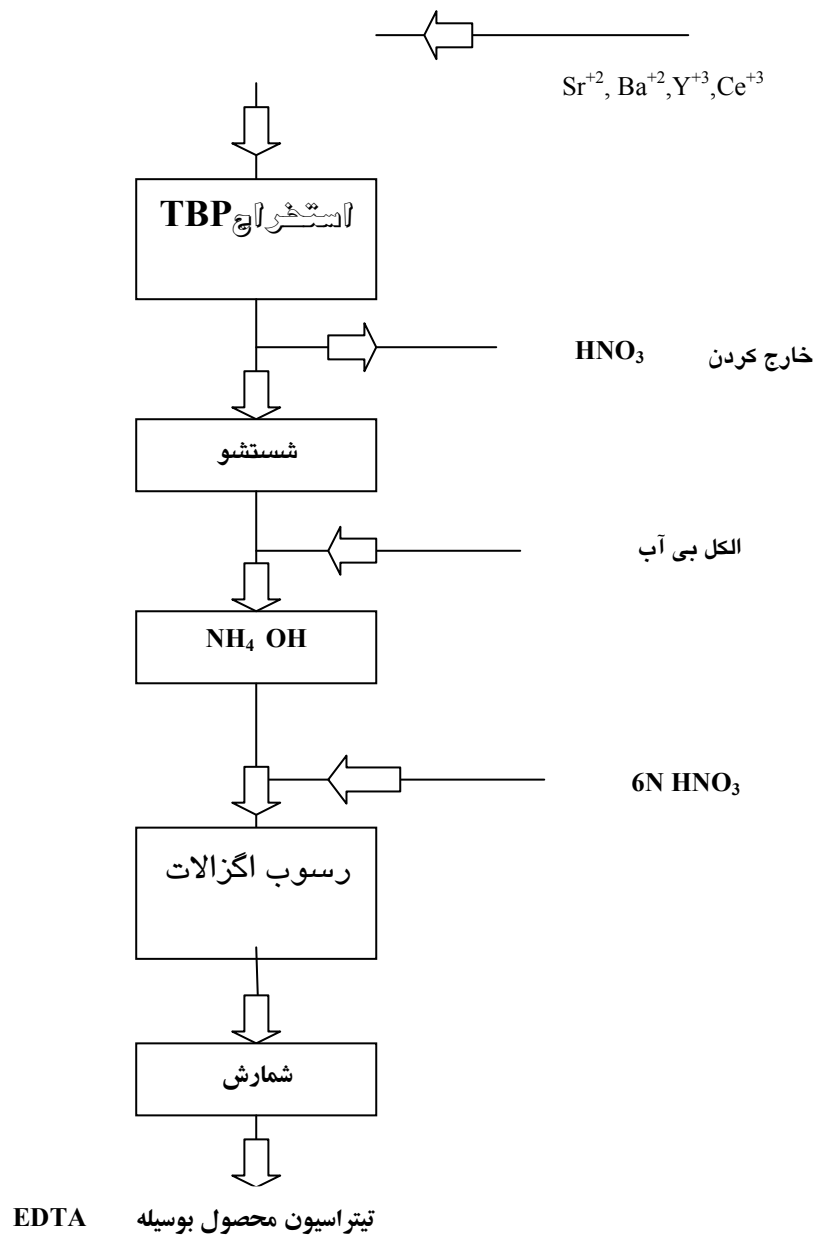 Sr+2, Ba+2,Y+3,Ce+3
استخراج TBP
خارج کردن HNO3
شستشو
الکل بی آب
NH4 OH
6N HNO3
رسوب اگزالات
شمارش
تیتراسیون محصول بوسیله EDTA